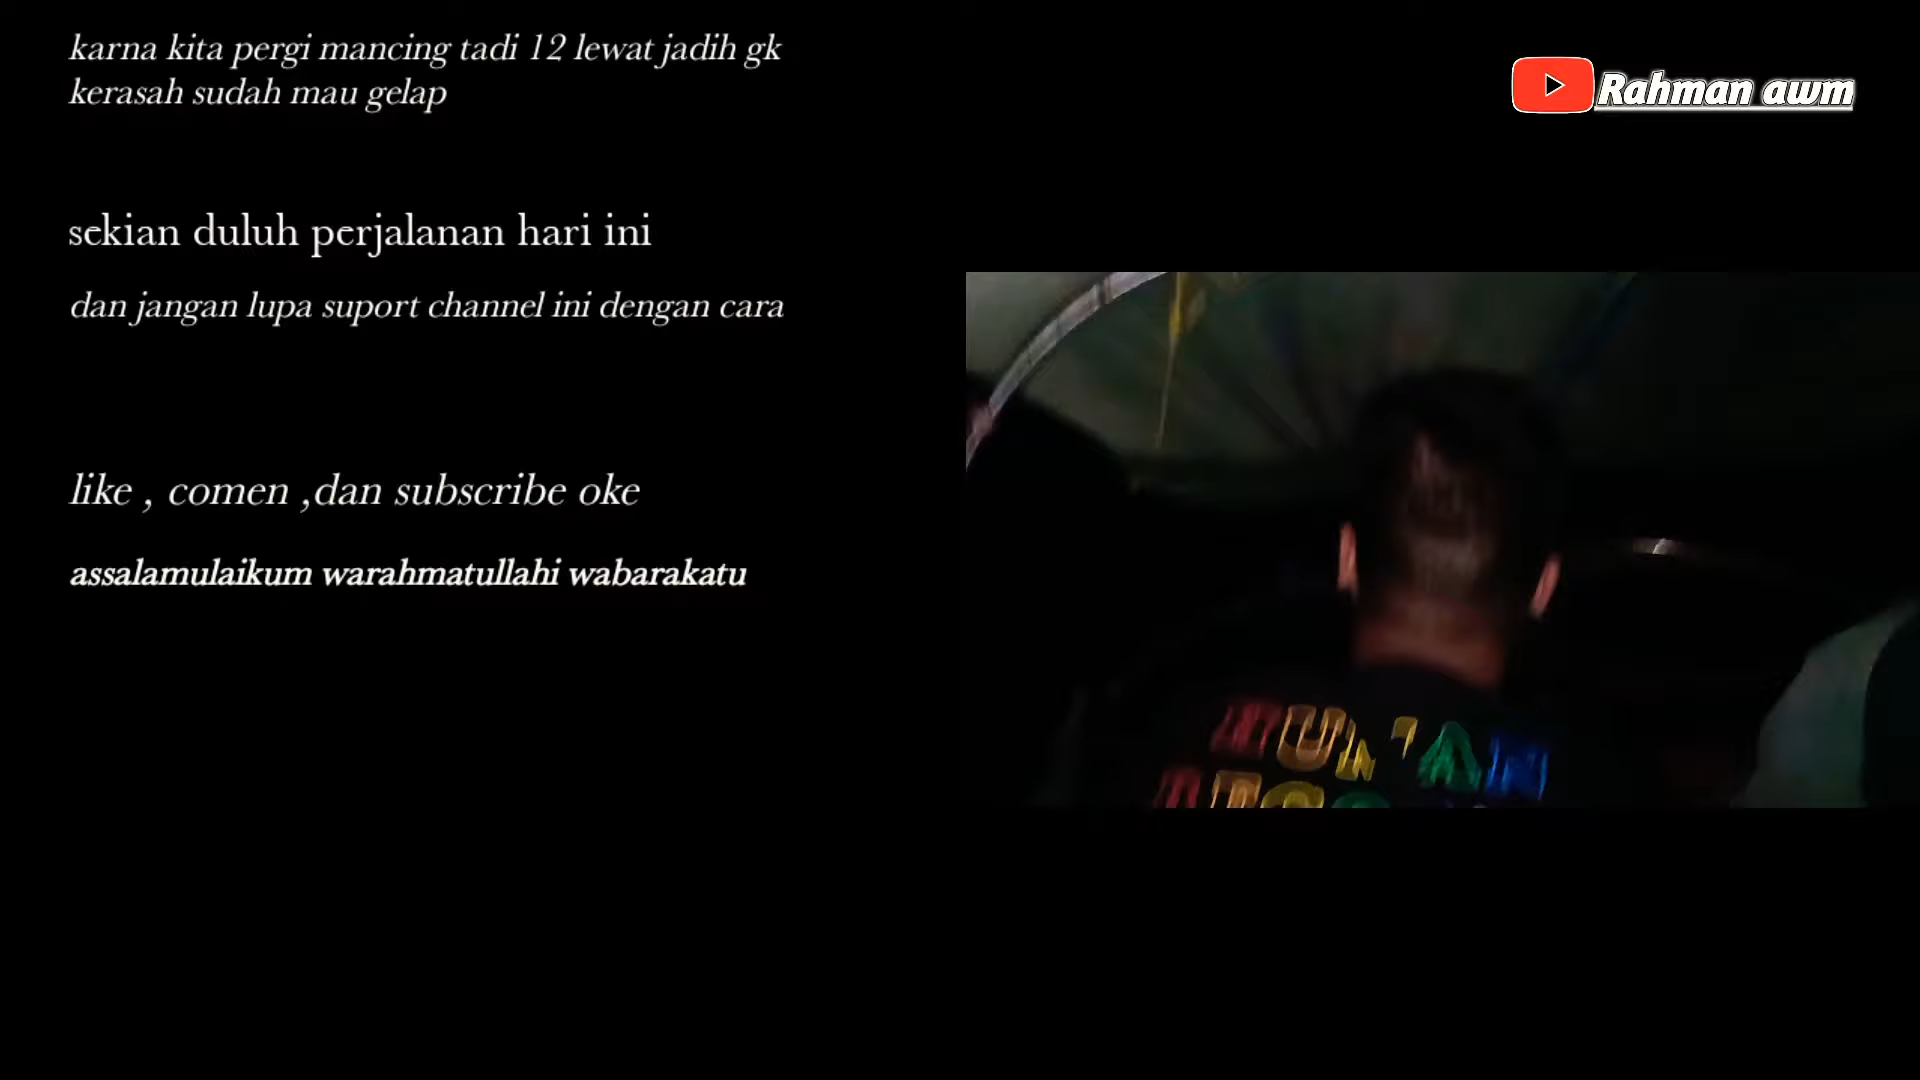 karna kita pergi mancing tadi 12 lewat jadih gk
kerasah sudah mau gelap
Rahman awm
sekian duluh perjalanan hari ini
dan jangan lupa suport channel ini dengan cara
like , comen ,dan subscribe oke
assalamulaikum warahmatullahi wabarakatu